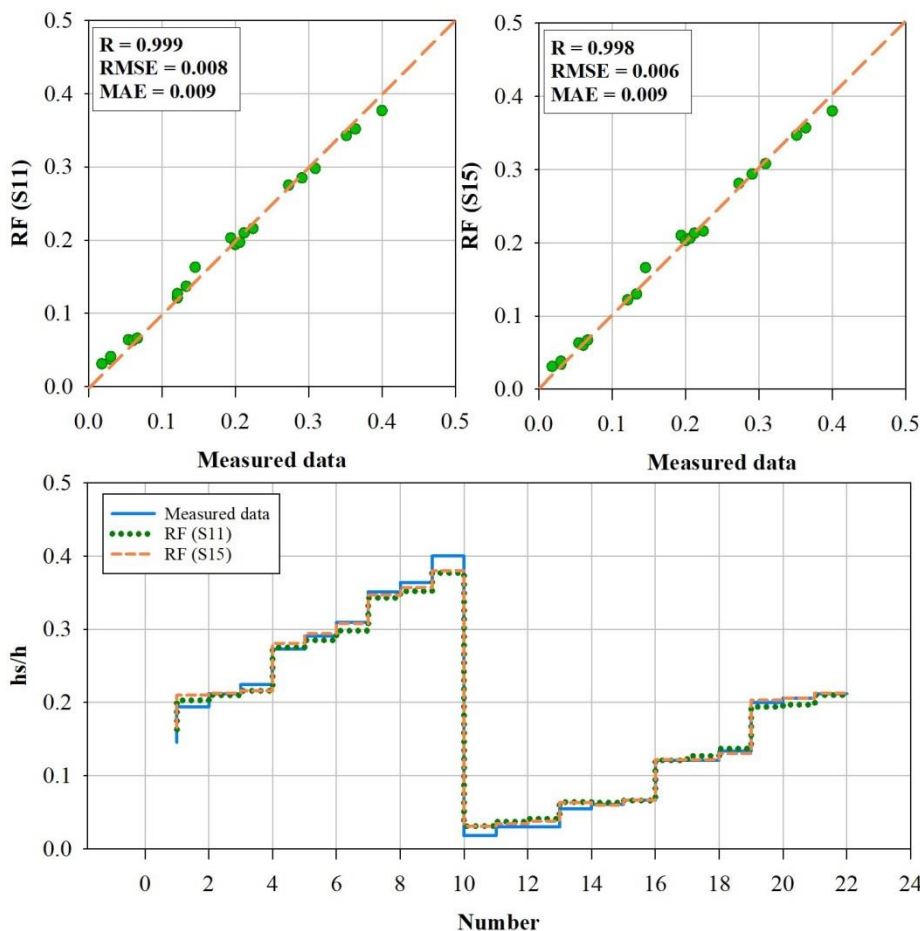 R = 0.999
RMSE = 0.008
MAE = 0.009
0.5
0.4
0.3
0.2
0.1
0.0
RF (S11)
0.0 0.1 0.2 0.3 0.4 0.5
Measured data
R = 0.998
RMSE = 0.006
MAE = 0.009
0.5
0.4
0.3
0.2
0.1
0.0
RF (S15)
0.0 0.1 0.2 0.3 0.4 0.5
Measured data
Measured data
RF (S11)
RF (S15)
0.5
0.4
0.3
0.2
0.1
0.0
hs/h
0 2 4 6 8 10 12 14 16 18 20 22 24
Number